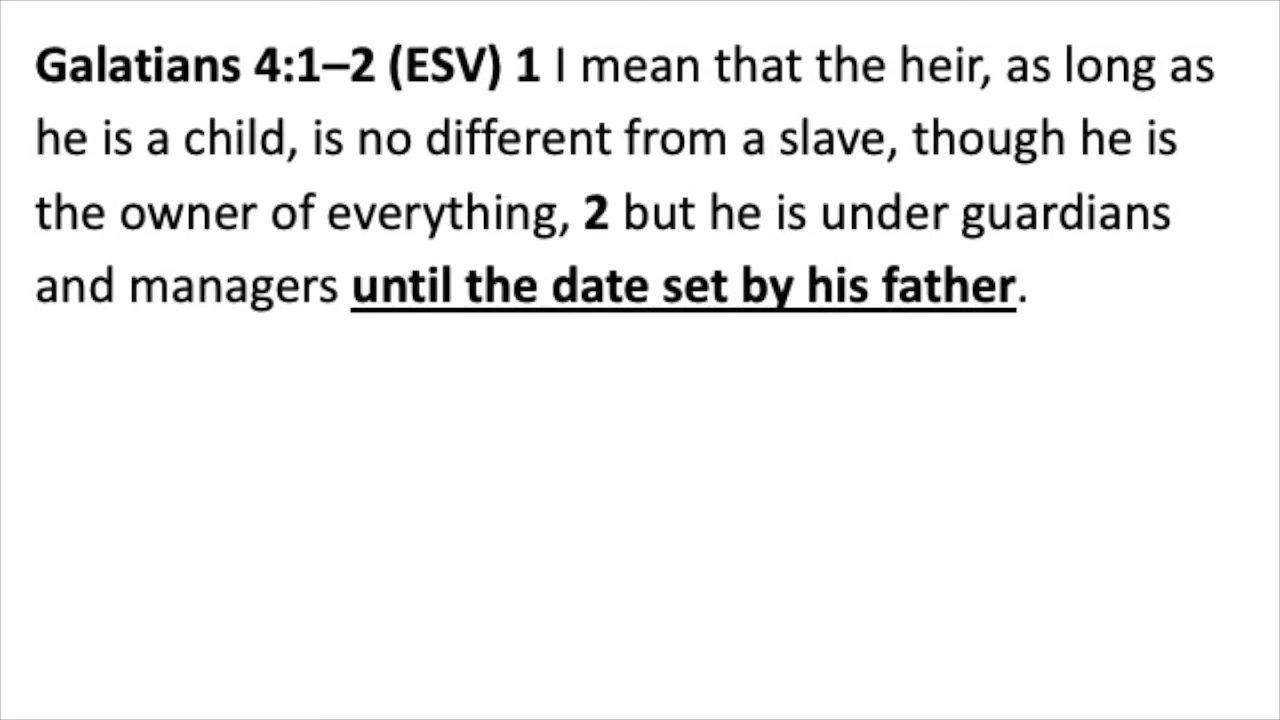 Galatians 4:1–2 (ESV) 1 I mean that the heir, as long as
he is a child, is no different from a slave, though he is
the owner of everything, 2 but he is under guardians
and managers until the date set by his father.